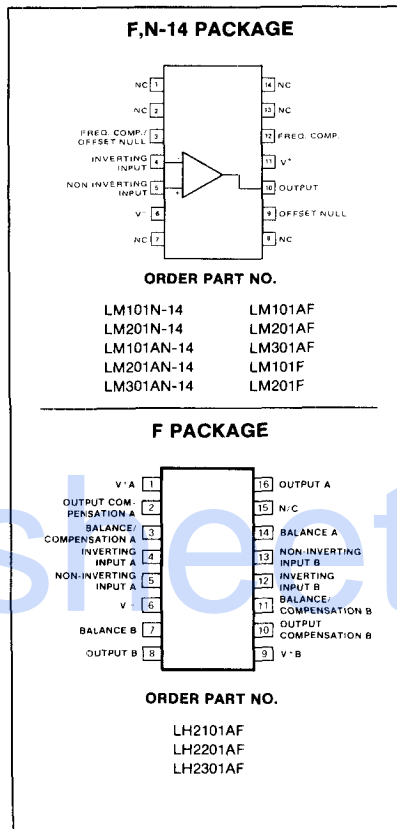 F,N-14 PACKAGE
NC 1
14 NC
NC 2
13 NC
FREQ. COMP./
OFFSET NULL 3
12 FREQ. COMP.
INVERTING
INPUT 4
-
11 V+
NON INVERTING
INPUT 5
+
10 OUTPUT
V− 6
9 OFFSET NULL
NC 7
8 NC
ORDER PART NO.
LM101N-14 LM101AF
LM201N-14 LM201AF
LM101AN-14 LM301AF
LM201AN-14 LM101F
LM301AN-14 LM201F
F PACKAGE
V+A 1
16 OUTPUT A
OUTPUT COM-
PENSATION A 2
15 N/C
BALANCE/
COMPENSATION A 3
14 BALANCE A
INVERTING
INPUT A 4
13 NON-INVERTING
INPUT B
NON-INVERTING
INPUT A 5
12 INVERTING
INPUT B
V− 6
11 BALANCE/
COMPENSATION B
BALANCE B 7
10 OUTPUT
COMPENSATION B
OUTPUT B 8
9 V+B
ORDER PART NO.
LH2101AF
LH2201AF
LH2301AF
sheet